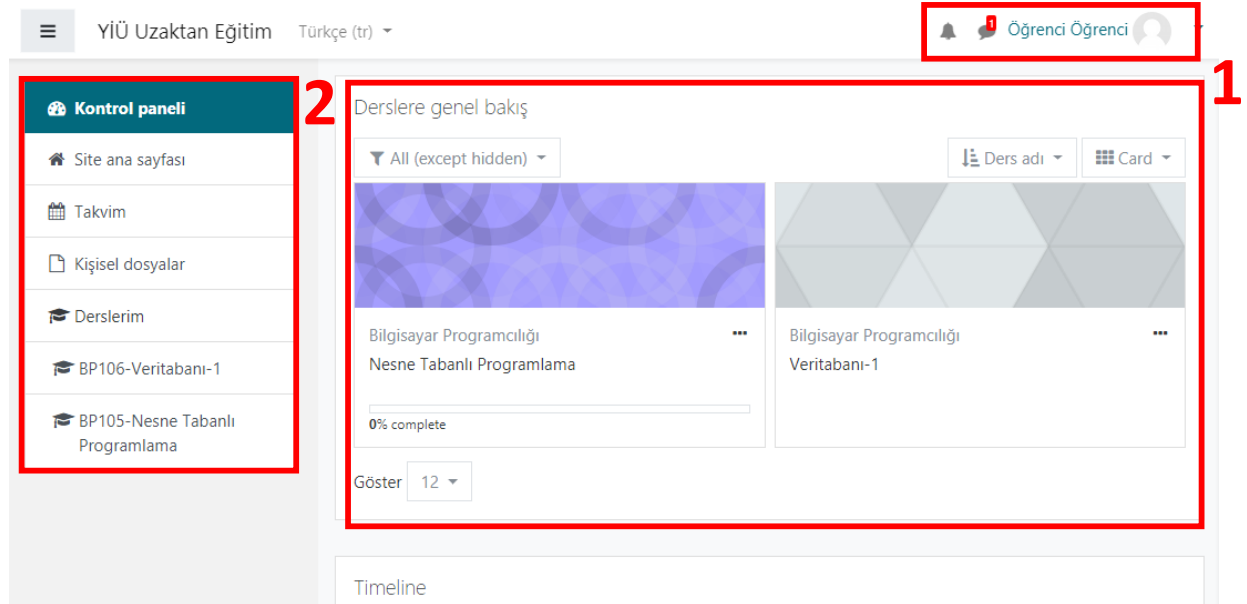 YİÜ Uzaktan Eğitim Türkçe (tr) 1 Öğrenci Öğrenci
1
2
Kontrol paneli
Site ana sayfası
Takvim
Kişisel dosyalar
Derslerim
BP106-Veritabanı-1
BP105-Nesne Tabanlı
Programlama
Derslere genel bakış
All (except hidden) Ders adı Card
Bilgisayar Programcılığı ...
Nesne Tabanlı Programlama
0% complete
Bilgisayar Programcılığı ...
Veritabanı-1
Göster 12
Timeline